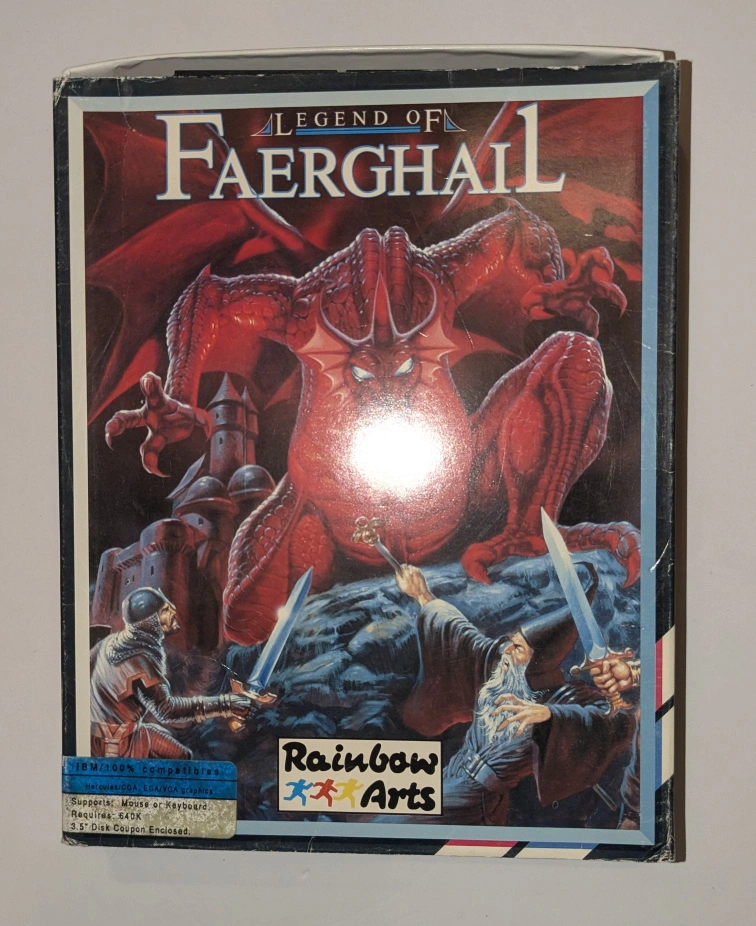 LEGEND OF
FAERGHAIL
IBM/100% compatibles
Hercules/CGA, EGA/VGA graphics
Supports: Mouse or Keyboard.
Requires: 640K
3.5" Disk Coupon Enclosed.
Rainbow
Arts